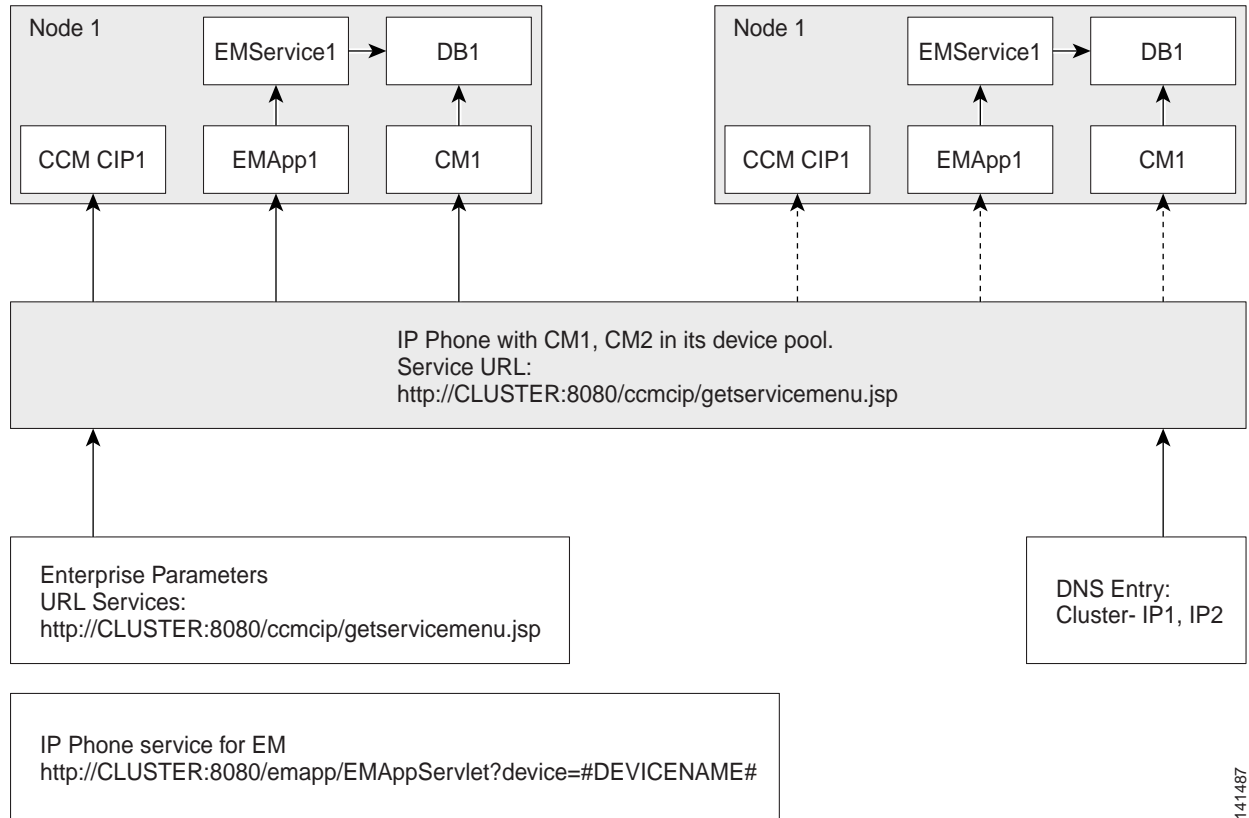 Node 1
EMService1
DB1
CCM CIP1
EMApp1
CM1
Node 1
EMService1
DB1
CCM CIP1
EMApp1
CM1
IP Phone with CM1, CM2 in its device pool.
Service URL:
http://CLUSTER:8080/ccmcip/getservicemenu.jsp
Enterprise Parameters
URL Services:
http://CLUSTER:8080/ccmcip/getservicemenu.jsp
DNS Entry:
Cluster- IP1, IP2
IP Phone service for EM
http://CLUSTER:8080/emapp/EMAppServlet?device=#DEVICENAME#
141487